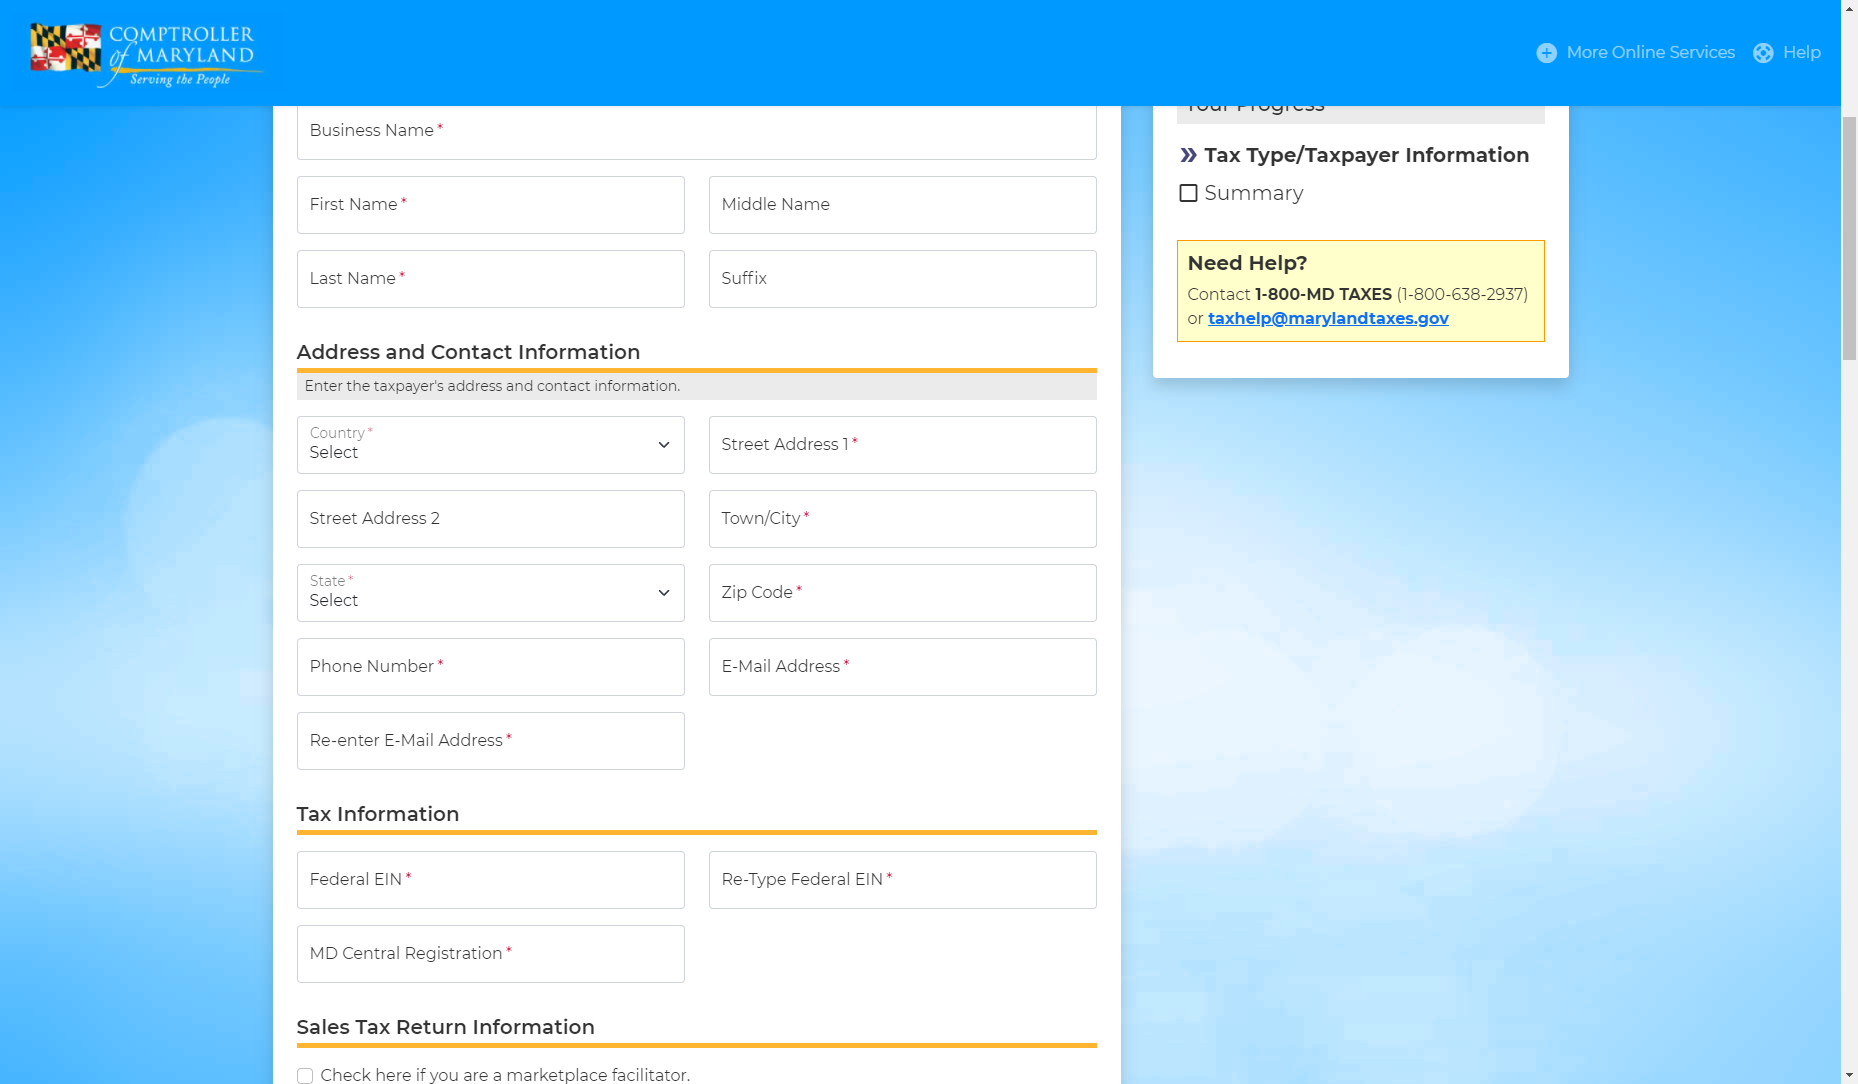 COMPTROLLER
of MARYLAND
Serving the People
More Online Services
Help
Your Progress
Business Name *
Tax Type/Taxpayer Information
Summary
First Name *
Middle Name
Last Name *
Suffix
Need Help?
Contact 1-800-MD TAXES (1-800-638-2937)
or taxhelp@marylandtaxes.gov
Address and Contact Information
Enter the taxpayer's address and contact information.
Country *
Select
Street Address 1 *
Street Address 2
Town/City *
State *
Select
Zip Code *
Phone Number *
E-Mail Address *
Re-enter E-Mail Address *
Tax Information
Federal EIN *
Re-Type Federal EIN *
MD Central Registration *
Sales Tax Return Information
Check here if you are a marketplace facilitator.